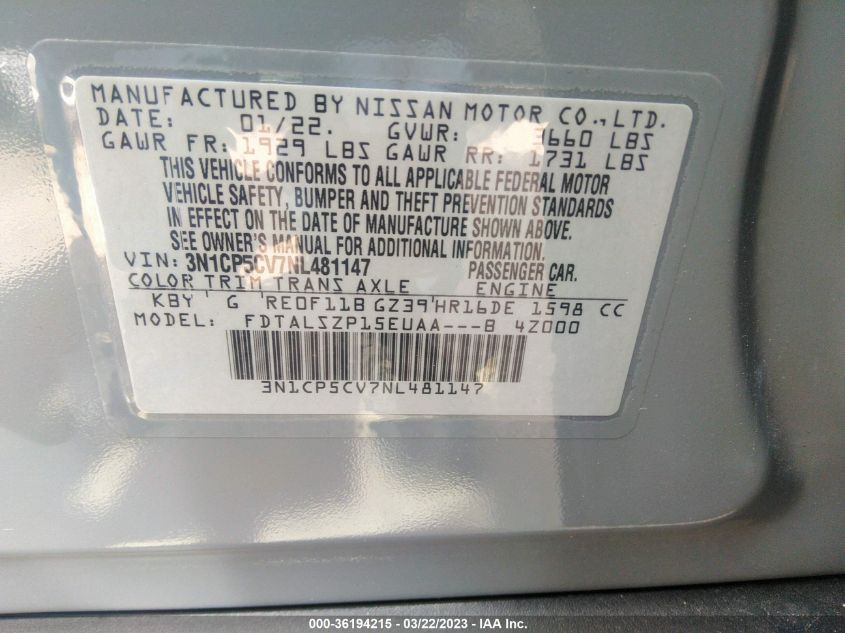 MANUFACTURED BY NISSAN MOTOR CO.,LTD.
DATE: 01/22. GVWR: 3660 LBS
GAWR FR: 1929 LBS GAWR RR: 1731 LBS
THIS VEHICLE CONFORMS TO ALL APPLICABLE FEDERAL MOTOR
VEHICLE SAFETY, BUMPER AND THEFT PREVENTION STANDARDS
IN EFFECT ON THE DATE OF MANUFACTURE SHOWN ABOVE.
SEE OWNER'S MANUAL FOR ADDITIONAL INFORMATION.
VIN: 3N1CP5CV7NL481147 PASSENGER CAR.
COLOR TRIM TRANS AXLE ENGINE
KBY G RE0F11B GZ39 HR16DE 1598 CC
MODEL: FDTALSZP15EUAA---B 4Z000
3N1CP5CV7NL481147
000-36194215 - 03/22/2023 - IAA Inc.